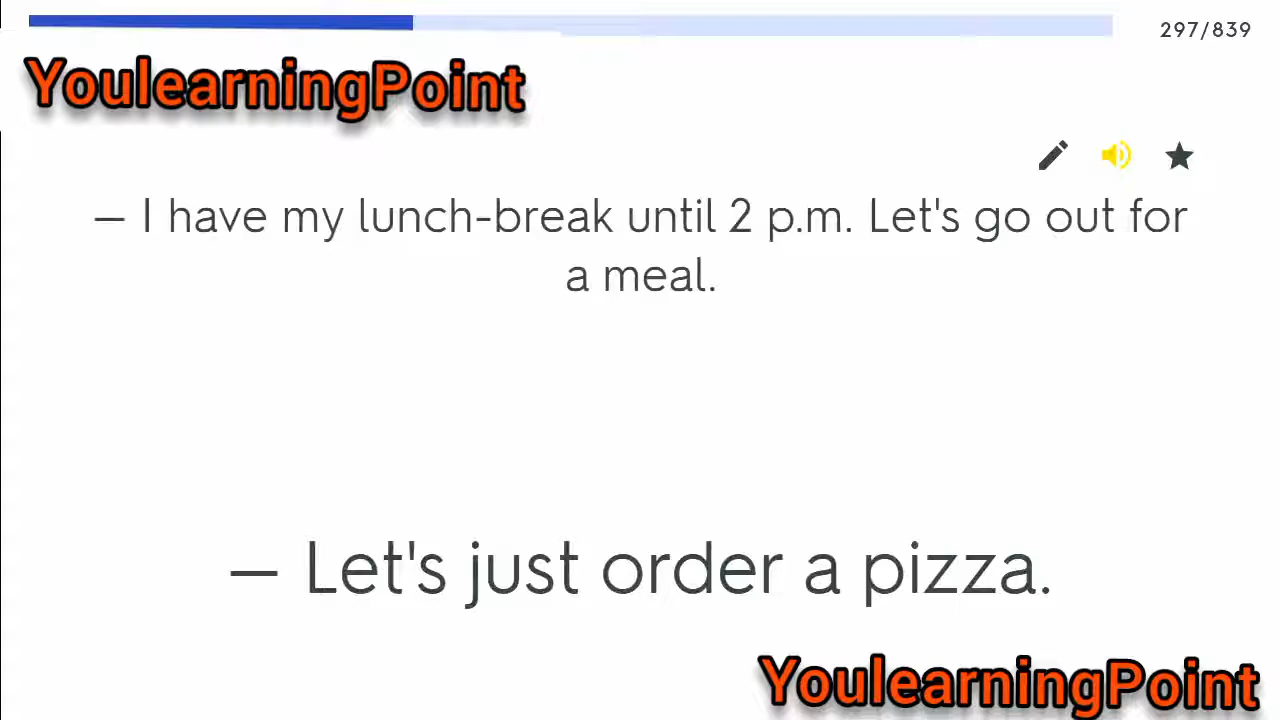 297/839
YoulearningPoint
– I have my lunch-break until 2 p.m. Let's go out for
a meal.
– Let's just order a pizza.
YoulearningPoint